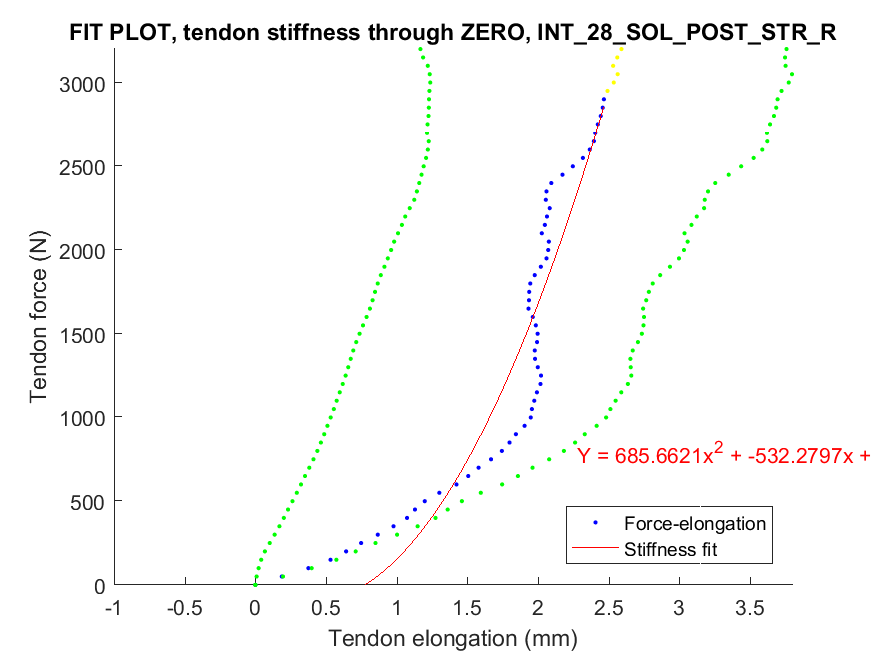 FIT PLOT, tendon stiffness through ZERO, INT_28_SOL_POST_STR_R
3000
2500
2000
1500
1000
500
0
Tendon force (N)
Y = 685.6621x² + -532.2797x +
Force-elongation
Stiffness fit
-1 -0.5 0 0.5 1 1.5 2 2.5 3 3.5
Tendon elongation (mm)